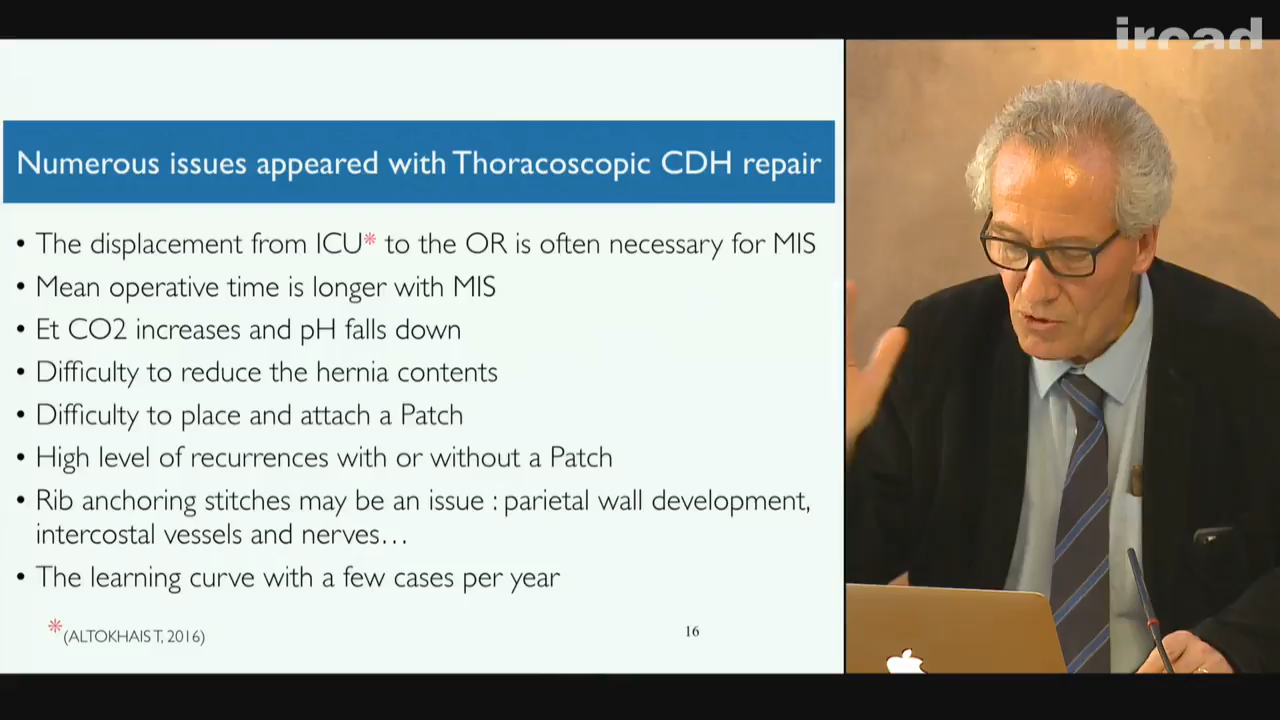 ircad
Numerous issues appeared with Thoracoscopic CDH repair
• The displacement from ICU* to the OR is often necessary for MIS
• Mean operative time is longer with MIS
• Et CO2 increases and pH falls down
• Difficulty to reduce the hernia contents
• Difficulty to place and attach a Patch
• High level of recurrences with or without a Patch
• Rib anchoring stitches may be an issue : parietal wall development,
intercostal vessels and nerves…
• The learning curve with a few cases per year
*(ALTOKHAIS T, 2016)
16